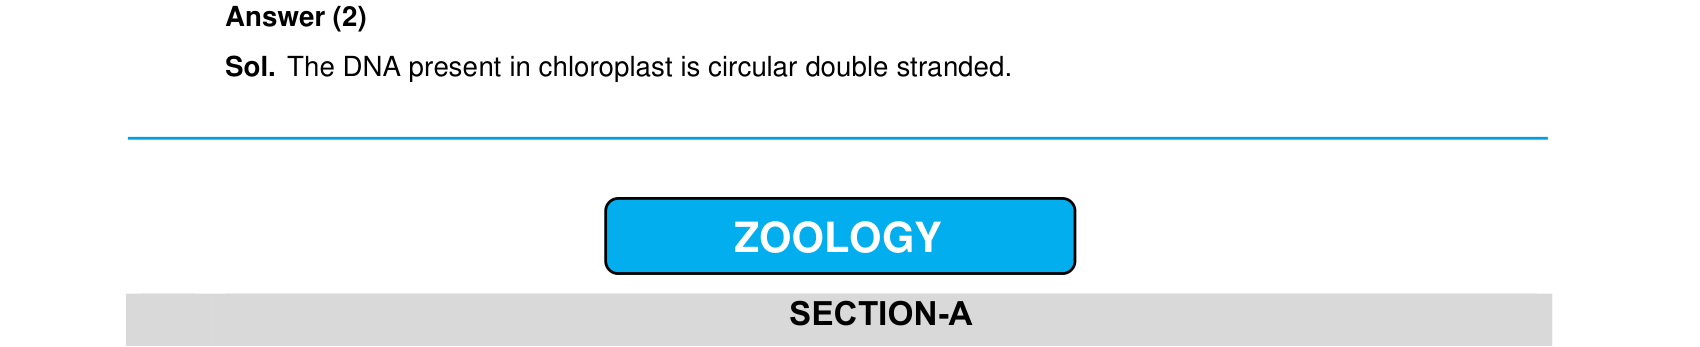 Answer (2)
Sol. The DNA present in chloroplast is circular double stranded.
ZOOLOGY
SECTION-A